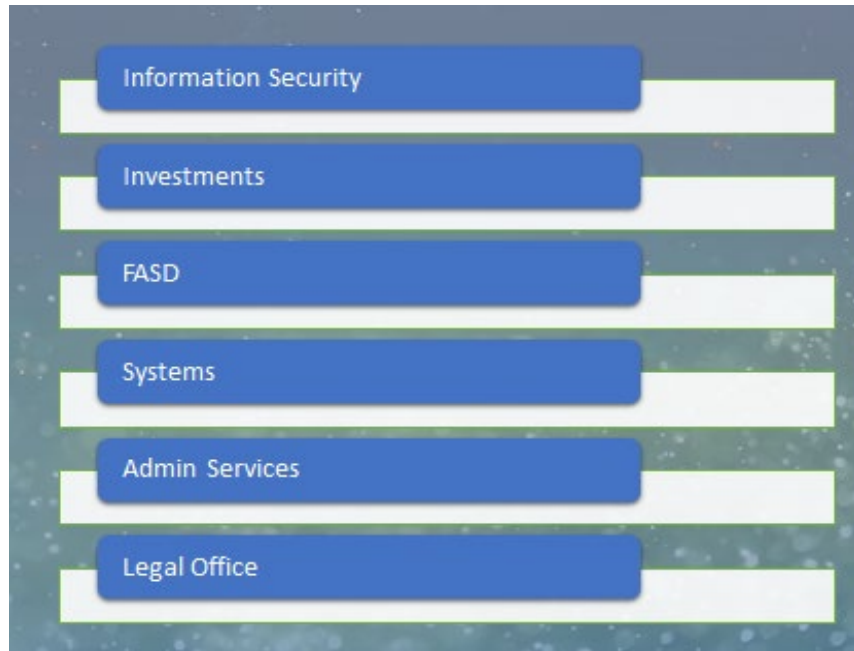 Information Security
Investments
FASD
Systems
Admin Services
Legal Office